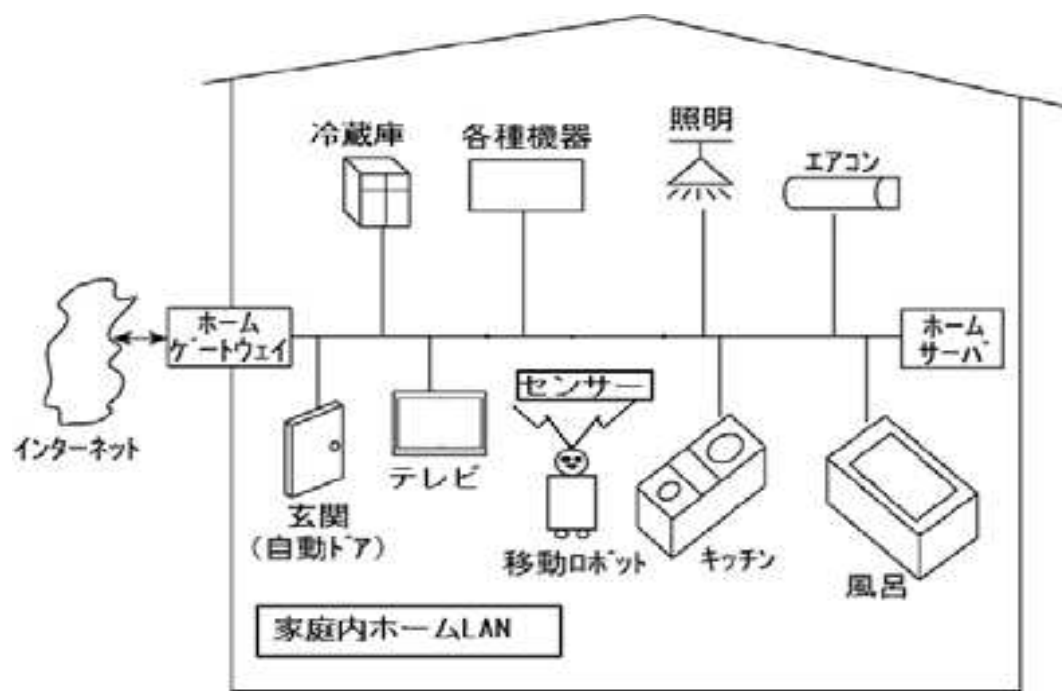 冷蔵庫
各種機器
照明
エアコン
ホーム
ゲートウェイ
ホーム
サーバ
センサー
インターネット
テレビ
玄関
(自動ドア)
移動ロボット
キッチン
風呂
家庭内ホームLAN